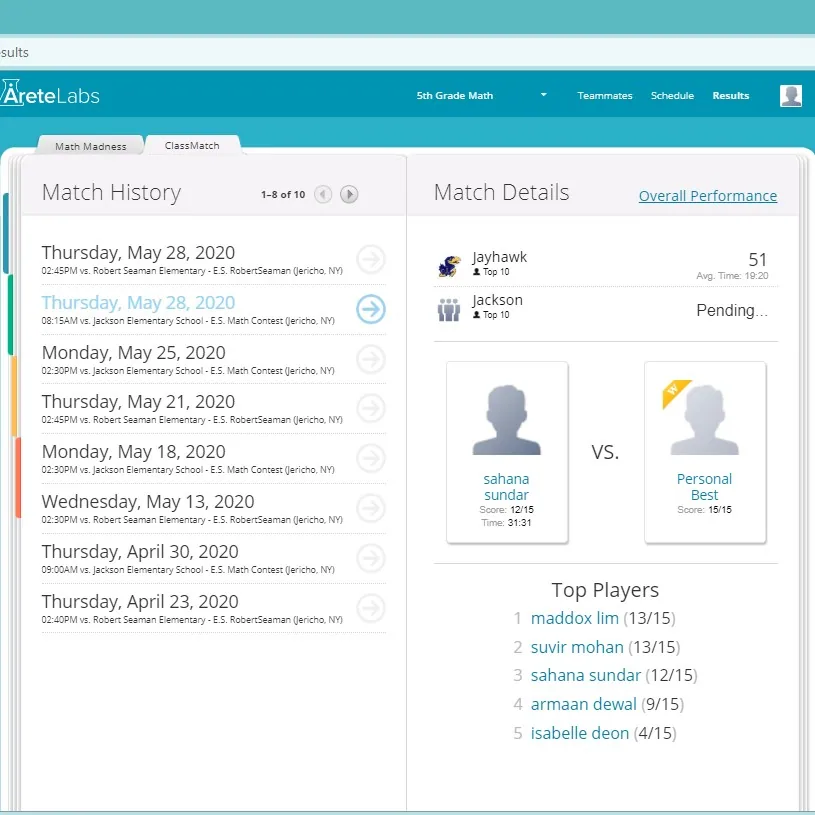 sults
AreteLabs
5th Grade Math
Teammates
Schedule
Results
Math Madness
ClassMatch
Match History
1–8 of 10
Thursday, May 28, 2020
02:45PM vs. Robert Seaman Elementary - E.S. RobertSeaman (Jericho, NY)
Thursday, May 28, 2020
08:15AM vs. Jackson Elementary School - E.S. Math Contest (Jericho, NY)
Monday, May 25, 2020
02:30PM vs. Jackson Elementary School - E.S. Math Contest (Jericho, NY)
Thursday, May 21, 2020
02:45PM vs. Robert Seaman Elementary - E.S. RobertSeaman (Jericho, NY)
Monday, May 18, 2020
02:30PM vs. Jackson Elementary School - E.S. Math Contest (Jericho, NY)
Wednesday, May 13, 2020
02:30PM vs. Robert Seaman Elementary - E.S. RobertSeaman (Jericho, NY)
Thursday, April 30, 2020
09:00AM vs. Jackson Elementary School - E.S. Math Contest (Jericho, NY)
Thursday, April 23, 2020
02:40PM vs. Robert Seaman Elementary - E.S. RobertSeaman (Jericho, NY)
Match Details
Overall Performance
Jayhawk
Top 10
51
Avg. Time: 19:20
Jackson
Top 10
Pending...
sahana
sundar
Score: 12/15
Time: 31:31
VS.
W
Personal
Best
Score: 15/15
Top Players
1 maddox lim (13/15)
2 suvir mohan (13/15)
3 sahana sundar (12/15)
4 armaan dewal (9/15)
5 isabelle deon (4/15)